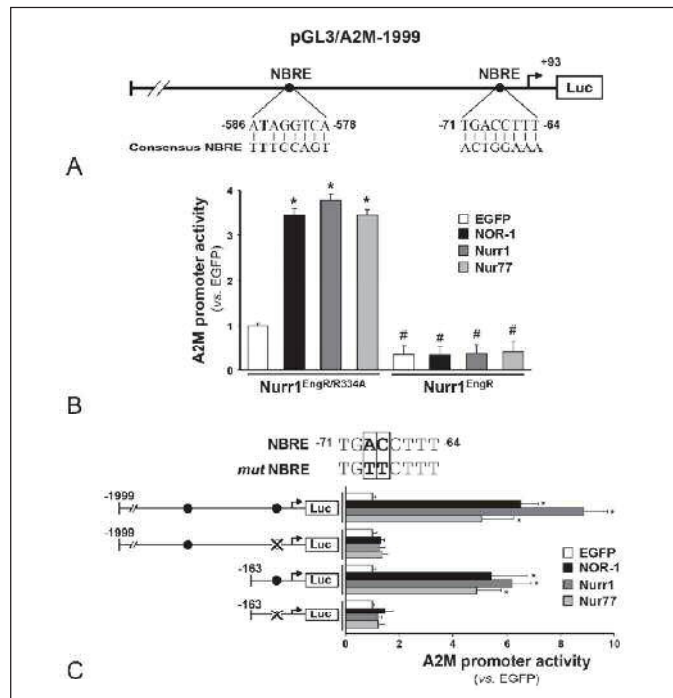 pGL3/A2M-1999
NBRE NBRE +93
Luc
-586 ATAGGTCA -578 -71 TGACCTTT -64
Consensus NBRE TTTCCAGT ACTGGAAA
A
A2M promoter activity
(vs. EGFP)
4
3
2
1
0
* * *
# # # #
EGFP
NOR-1
Nurr1
Nur77
Nurr1EngR/R334A Nurr1EngR
B
NBRE -71 TGACCTTT -64
mut NBRE TGTTCTTT
-1999 Luc
-1999 Luc
-163 Luc
-163 Luc
* * *
* * *
EGFP
NOR-1
Nurr1
Nur77
0 2 4 6 8 10
A2M promoter activity
(vs. EGFP)
C